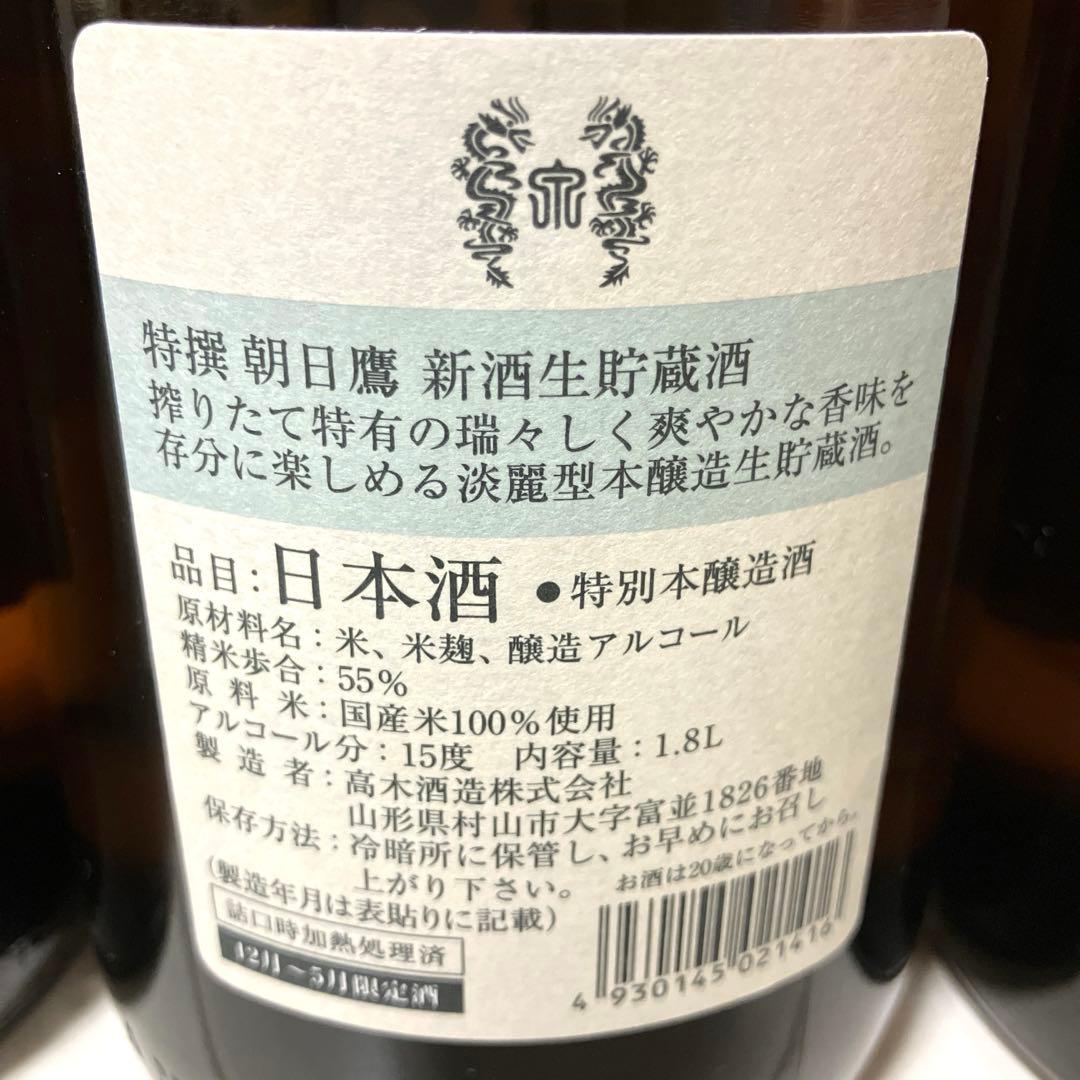 特撰 朝日鷹 新酒生貯蔵酒
搾りたて特有の瑞々しく爽やかな香味を
存分に楽しめる淡麗型本醸造生貯蔵酒。
品目:日本酒 ●特別本醸造酒
原材料名:米、米麹、醸造アルコール
精米歩合:55%
原料米:国産米100%使用
アルコール分:15度 内容量:1.8L
製造者:高木酒造株式会社
山形県村山市大字富並1826番地
保存方法:冷暗所に保管し、お早めにお召し
上がり下さい。
お酒は20歳になってから。
(製造年月は表貼りに記載)
詰口時加熱処理済
12月~5月限定酒
4 930145 021416